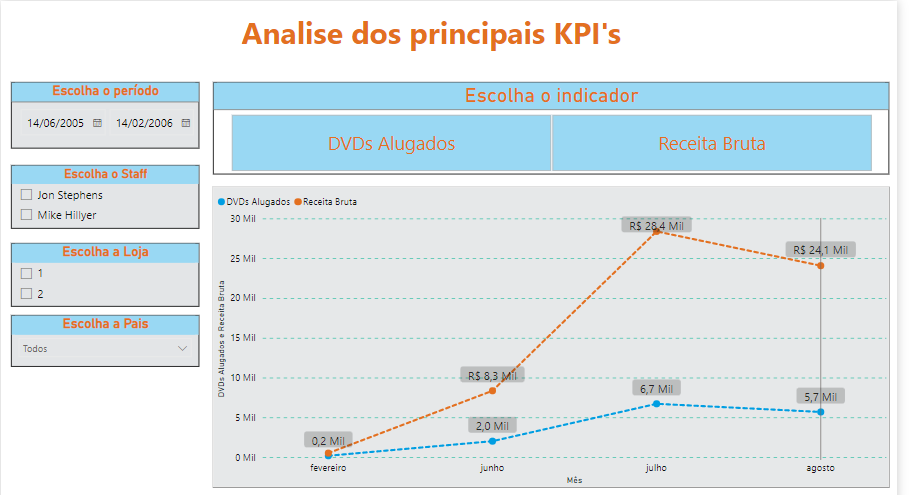 Analise dos principais KPI's
Escolha o período
14/06/2005 14/02/2006
Escolha o Staff
Jon Stephens
Mike Hillyer
Escolha a Loja
1
2
Escolha a Pais
Todos
Escolha o indicador
DVDs Alugados Receita Bruta
DVDs Alugados Receita Bruta
DVDs Alugados e Receita Bruta
30 Mil
25 Mil
20 Mil
15 Mil
10 Mil
5 Mil
0 Mil
R$ 28,4 Mil
R$ 24,1 Mil
R$ 8,3 Mil
6,7 Mil
5,7 Mil
2,0 Mil
0,2 Mil
fevereiro junho julho agosto
Mês